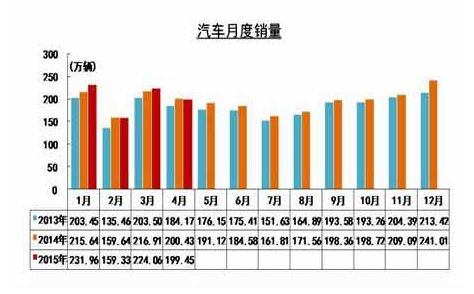 汽车月度销量
(万辆)
300
250
200
150
100
50
0
1月 2月 3月 4月 5月 6月 7月 8月 9月 10月 11月 12月
2013年 203.45 135.46 203.50 184.17 176.15 175.41 151.63 164.89 193.58 193.76 204.39 213.42
2014年 215.64 159.64 216.91 200.43 191.12 184.58 161.81 171.56 198.36 198.72 209.09 241.01
2015年 231.96 159.33 224.06 199.45